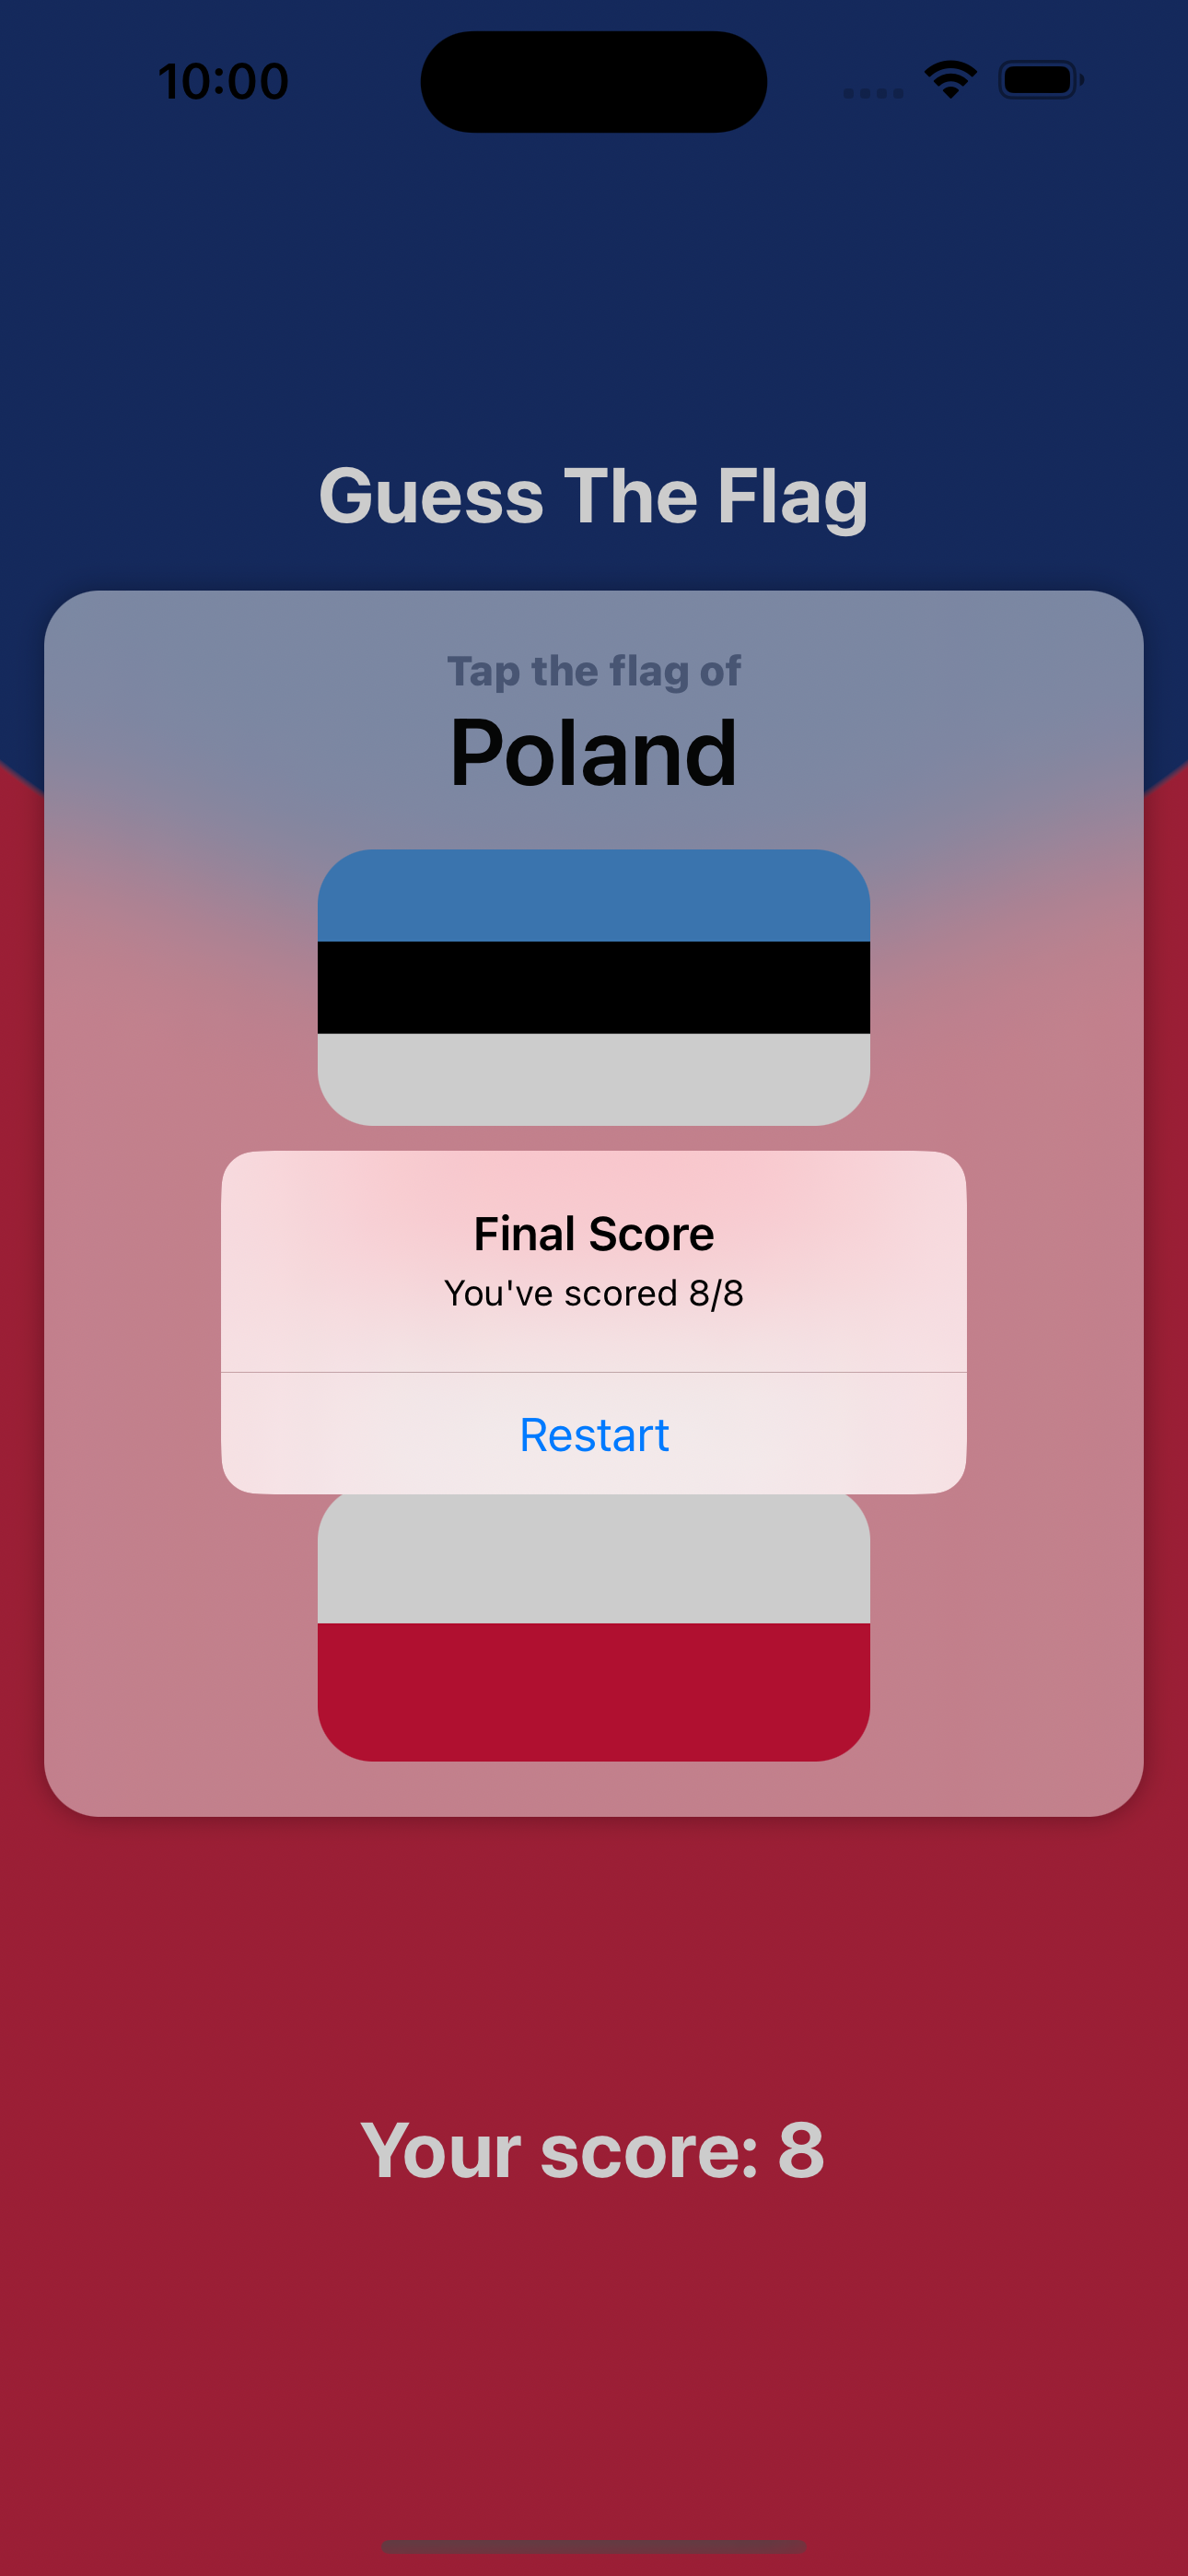 10:00
Guess The Flag
Tap the flag of
Poland
Final Score
You've scored 8/8
Restart
Your score: 8